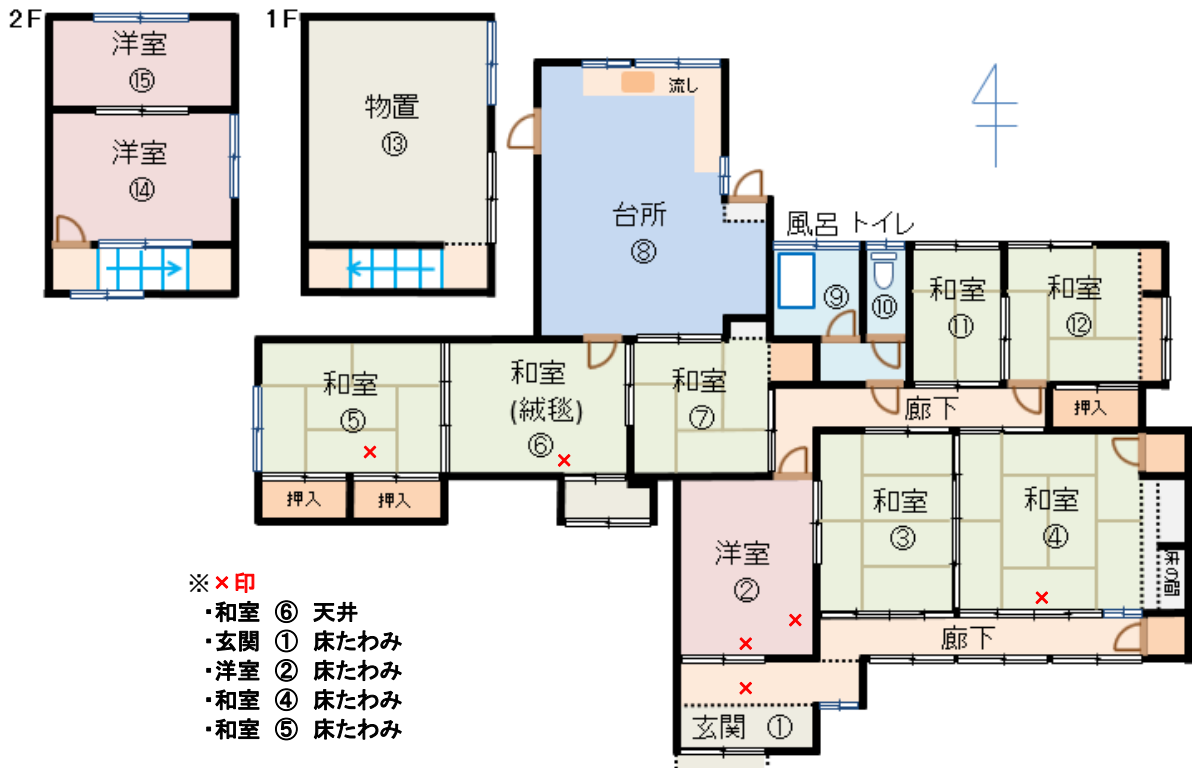 2F
1F
洋室
⑮
洋室
⑭
物置
⑬
流し
台所
⑧
風呂
トイレ
⑨
⑩
和室
⑪
和室
⑫
和室
⑤
和室
(絨毯)
⑥
和室
⑦
廊下
押入
押入
押入
洋室
②
和室
③
和室
④
床の間
廊下
玄関 ①
※×印
・和室 ⑥ 天井
・玄関 ① 床たわみ
・洋室 ② 床たわみ
・和室 ④ 床たわみ
・和室 ⑤ 床たわみ